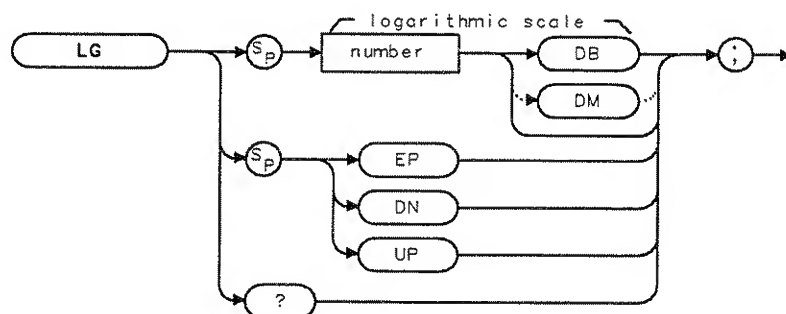 logarithmic scale
LG SP number DB ;
DM
SP EP
DN
UP
?